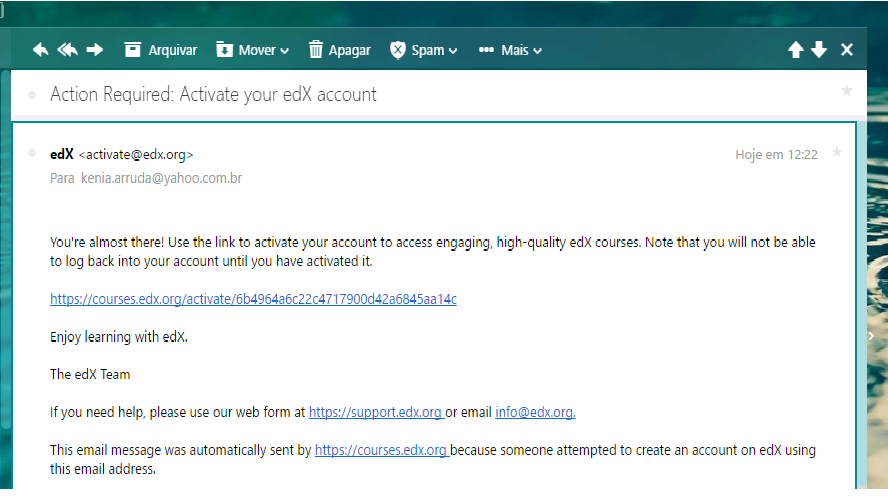 Arquivar Mover Apagar Spam Mais
Action Required: Activate your edX account
edX <activate@edx.org> Hoje em 12:22
Para kenia.arruda@yahoo.com.br
You're almost there! Use the link to activate your account to access engaging, high-quality edX courses. Note that you will not be able
to log back into your account until you have activated it.
https://courses.edx.org/activate/6b4964a6c22c4717900d42a6845aa14c
Enjoy learning with edX.
The edX Team
If you need help, please use our web form at https://support.edx.org or email info@edx.org.
This email message was automatically sent by https://courses.edx.org because someone attempted to create an account on edX using
this email address.